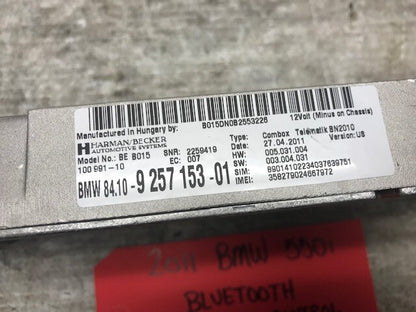 Manufactured in Hungary by: B015DN0B2553226 12Volt (Minus on Chassis)
HARMAN/BECKER
AUTOMOTIVE SYSTEMS
Type: Combox Telematik BN2010
Model No.: BE B015 SNR: 2259419 Date: 27.04.2011 Version: US
100 991-10 EC: 007 HW: 005.031.004
SW: 003.004.031
SIM: 89014102234037639751
IMEI: 358279024667972
BMW 84.10- 9 257 153 -01
2011 BMW 550i
BLUETOOTH
CONTROL